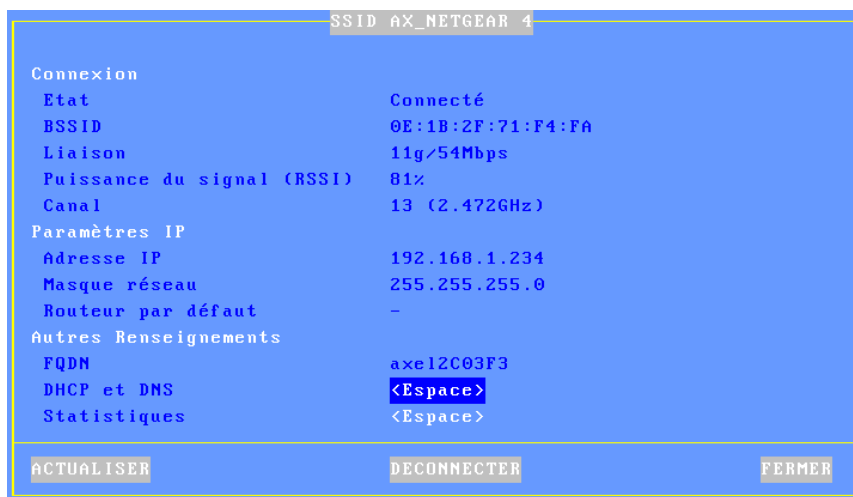 SSID AX_NETGEAR 4
Connexion
Etat Connecté
BSSID 0E:1B:2F:71:F4:FA
Liaison 11g/54Mbps
Puissance du signal (RSSI) 81%
Canal 13 (2.472GHz)
Paramètres IP
Adresse IP 192.168.1.234
Masque réseau 255.255.255.0
Routeur par défaut -
Autres Renseignements
FQDN axel2C03F3
DHCP et DNS <Espace>
Statistiques <Espace>
ACTUALISER DECONNECTER FERMER